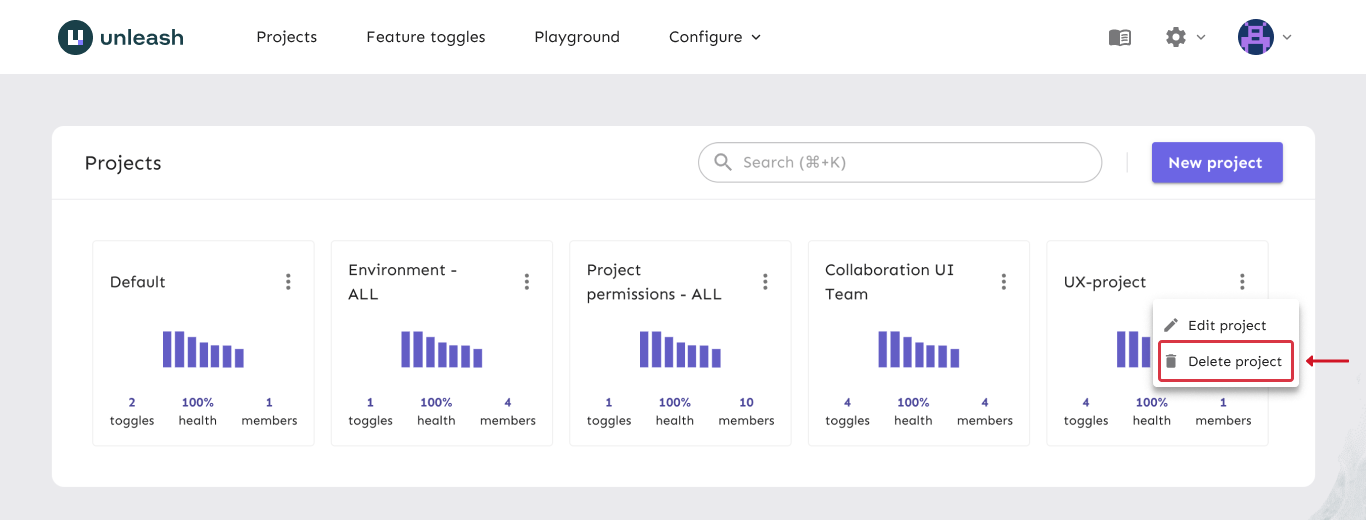 unleash Projects Feature toggles Playground Configure
Projects Search (⌘+K) New project
Default
Environment -
ALL
Project
permissions - ALL
Collaboration UI
Team
UX-project
Edit project
Delete project
2 100% 1
toggles health members
1 100% 4
toggles health members
1 100% 10
toggles health members
4 100% 4
toggles health members
4 100% 1
toggles health members